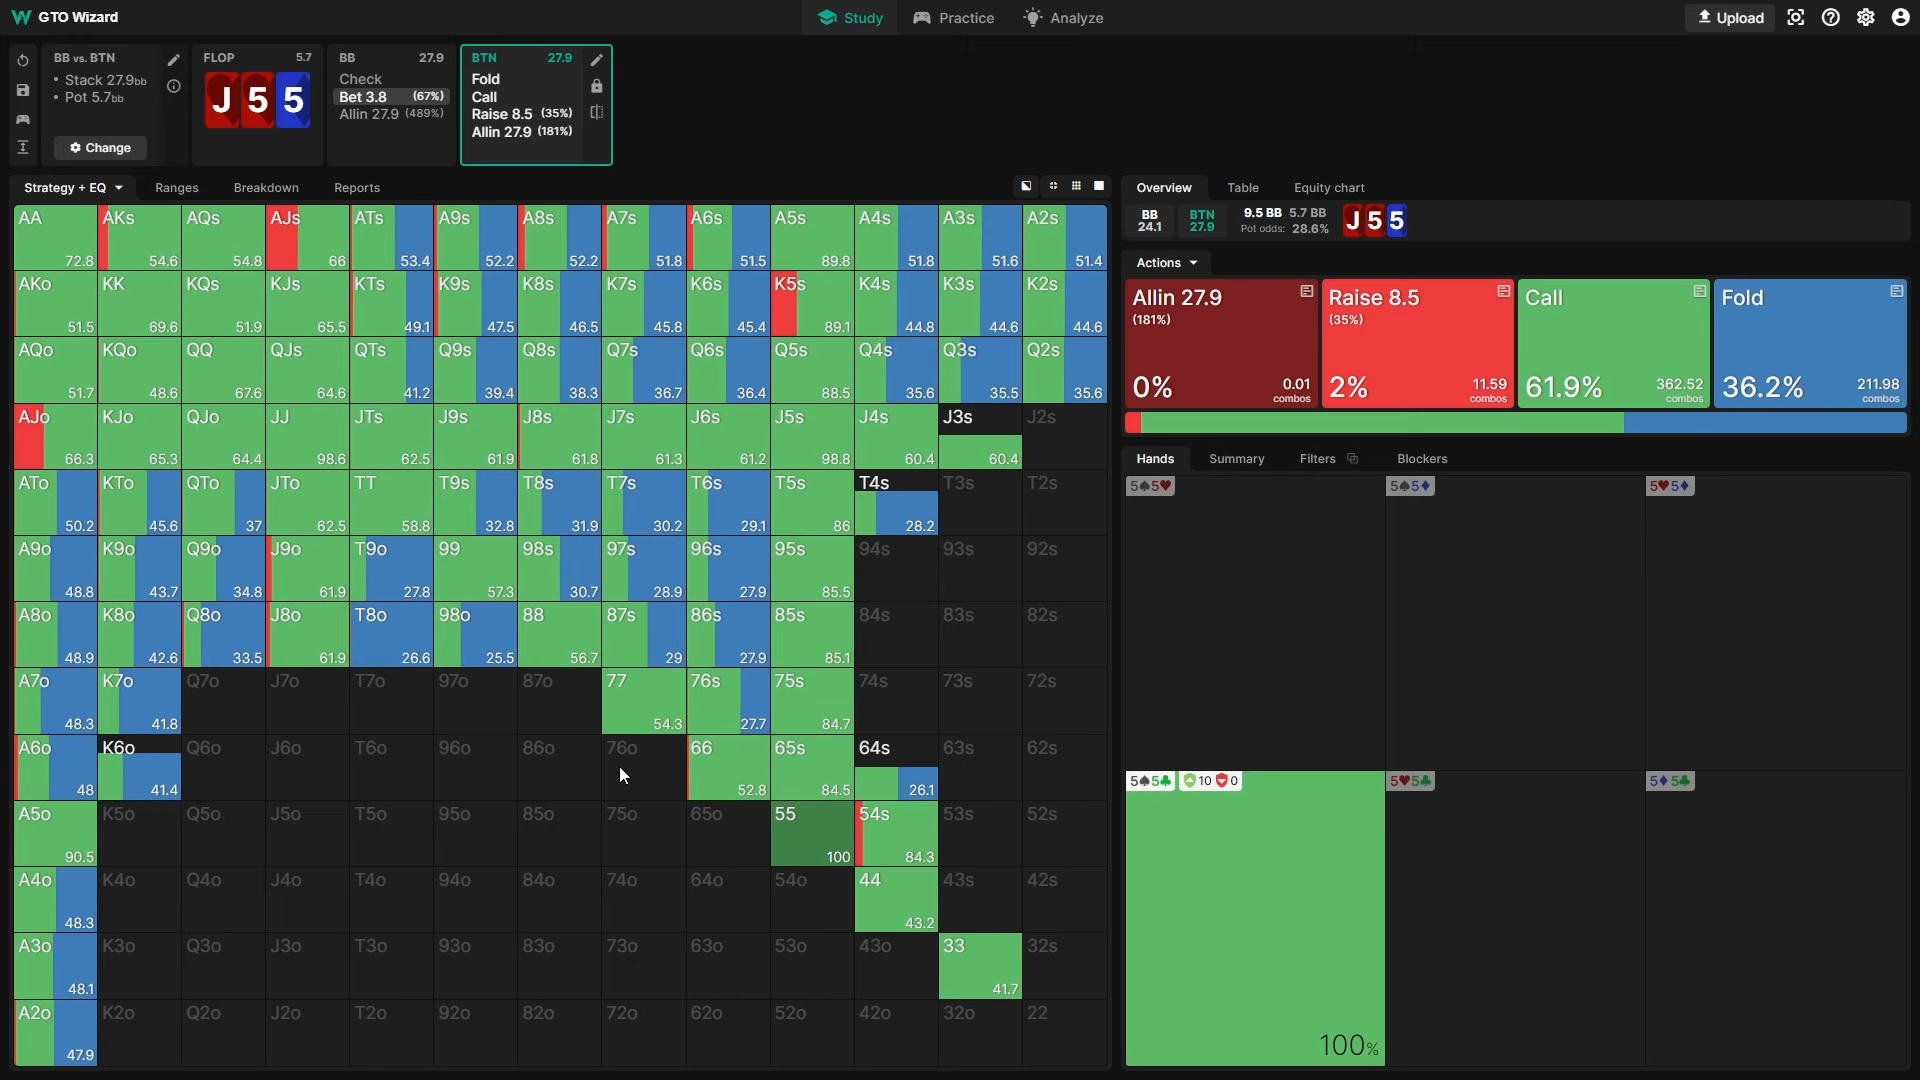 GTO Wizard
Study
Practice
Analyze
Upload
BB vs. BTN
• Stack 27.9bb
• Pot 5.7bb
Change
FLOP 5.7
J 5 5
BB 27.9
Check
Bet 3.8 (67%)
Allin 27.9 (489%)
BTN 27.9
Fold
Call
Raise 8.5 (35%)
Allin 27.9 (181%)
Strategy + EQ
Ranges
Breakdown
Reports
AA 72.8 AKs 54.6 AQs 54.8 AJs 66 ATs 53.4 A9s 52.2 A8s 52.2 A7s 51.8 A6s 51.5 A5s 89.8 A4s 51.8 A3s 51.6 A2s 51.4
AKo 51.5 KK 69.6 KQs 51.9 KJs 65.5 KTs 49.1 K9s 47.5 K8s 46.5 K7s 45.8 K6s 45.4 K5s 89.1 K4s 44.8 K3s 44.6 K2s 44.6
AQo 51.7 KQo 48.6 QQ 67.6 QJs 64.6 QTs 41.2 Q9s 39.4 Q8s 38.3 Q7s 36.7 Q6s 36.4 Q5s 88.5 Q4s 35.6 Q3s 35.5 Q2s 35.6
AJo 66.3 KJo 65.3 QJo 64.4 JJ 98.6 JTs 62.5 J9s 61.9 J8s 61.8 J7s 61.3 J6s 61.2 J5s 98.8 J4s 60.4 J3s 60.4 J2s
ATo 50.2 KTo 45.6 QTo 37 JTo 62.5 TT 58.8 T9s 32.8 T8s 31.9 T7s 30.2 T6s 29.1 T5s 86 T4s 28.2 T3s T2s
A9o 48.8 K9o 43.7 Q9o 34.8 J9o 61.9 T9o 27.8 99 57.3 98s 30.7 97s 28.9 96s 27.9 95s 85.5 94s 93s 92s
A8o 48.9 K8o 42.6 Q8o 33.5 J8o 61.9 T8o 26.6 98o 25.5 88 56.7 87s 29 86s 27.9 85s 85.1 84s 83s 82s
A7o 48.3 K7o 41.8 Q7o J7o T7o 97o 87o 77 54.3 76s 27.7 75s 84.7 74s 73s 72s
A6o 48 K6o 41.4 Q6o J6o T6o 96o 86o 76o 66 52.8 65s 84.5 64s 26.1 63s 62s
A5o 90.5 K5o Q5o J5o T5o 95o 85o 75o 65o 55 100 54s 84.3 53s 52s
A4o 48.3 K4o Q4o J4o T4o 94o 84o 74o 64o 54o 44 43.2 43s 42s
A3o 48.1 K3o Q3o J3o T3o 93o 83o 73o 63o 53o 43o 33 41.7 32s
A2o 47.9 K2o Q2o J2o T2o 92o 82o 72o 62o 52o 42o 32o 22
Overview
Table
Equity chart
BB 24.1
BTN 27.9
9.5 BB 5.7 BB
Pot odds: 28.6%
J 5 5
Actions
Allin 27.9
(181%)
0% 0.01 combos
Raise 8.5
(35%)
2% 11.59 combos
Call
61.9% 362.52 combos
Fold
36.2% 211.98 combos
Hands
Summary
Filters
Blockers
5♠5♥ 5♠5♦ 5♥5♦
5♠5♣ 10 0 5♥5♣ 5♦5♣
100%